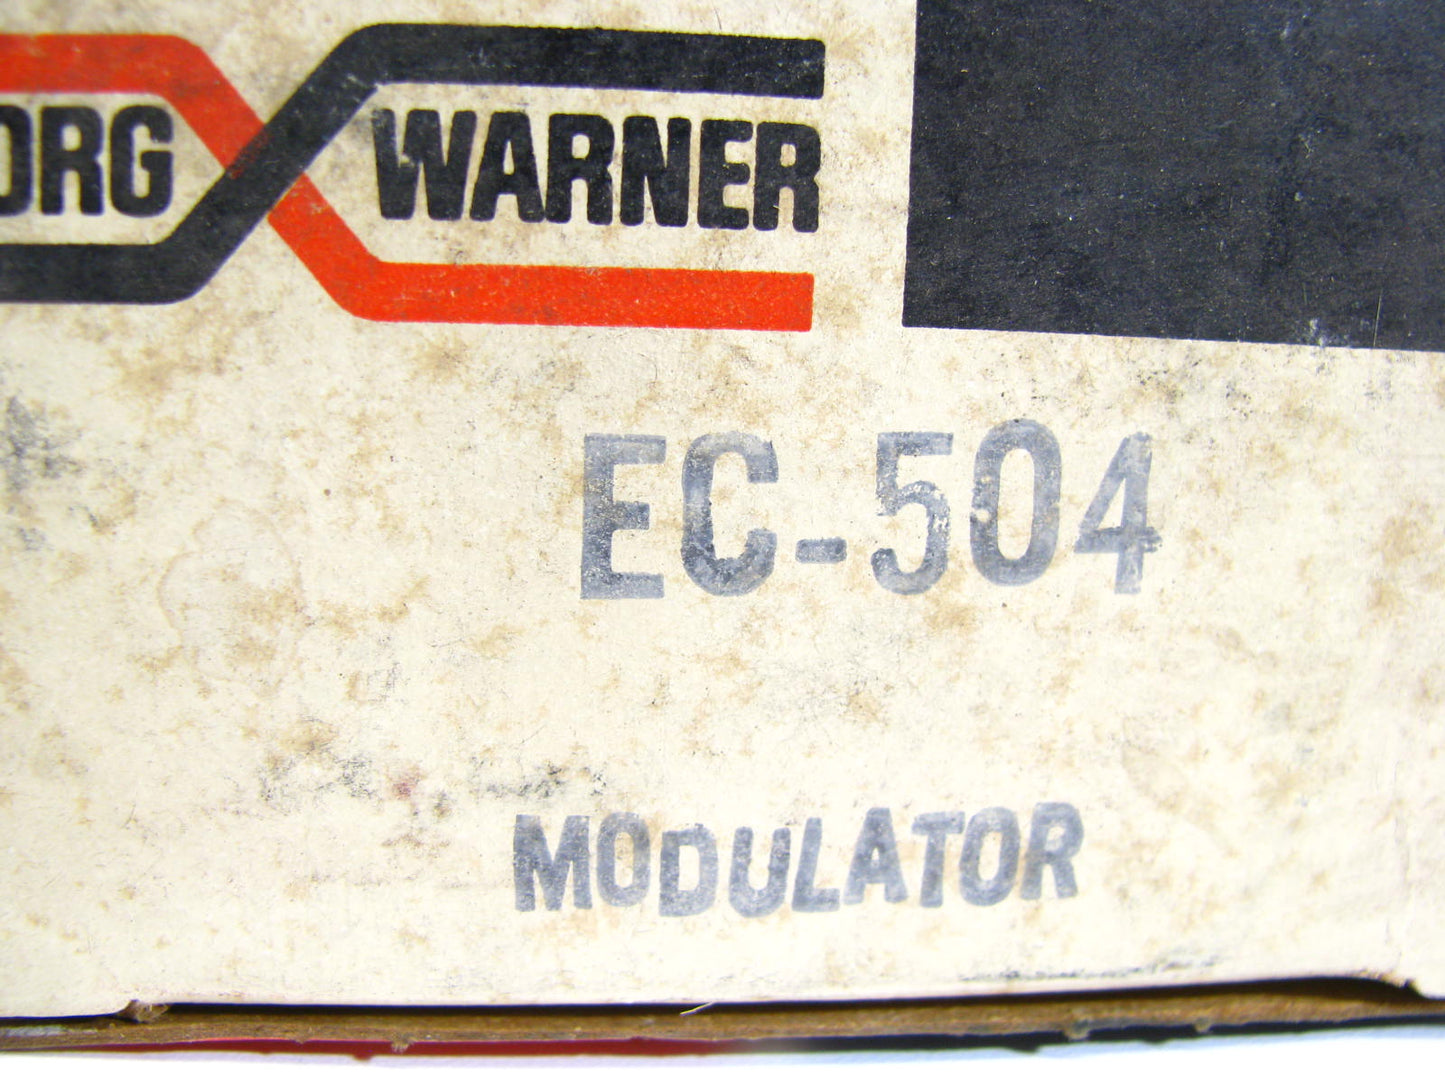 ORG WARNER
EC-504
MODULATOR